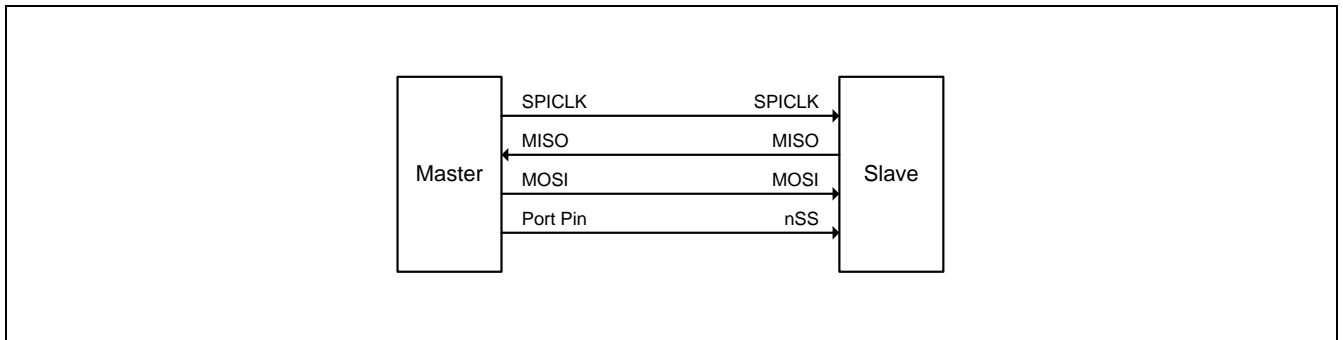 SPICLK SPICLK
MISO MISO
Master MOSI MOSI Slave
Port Pin nSS